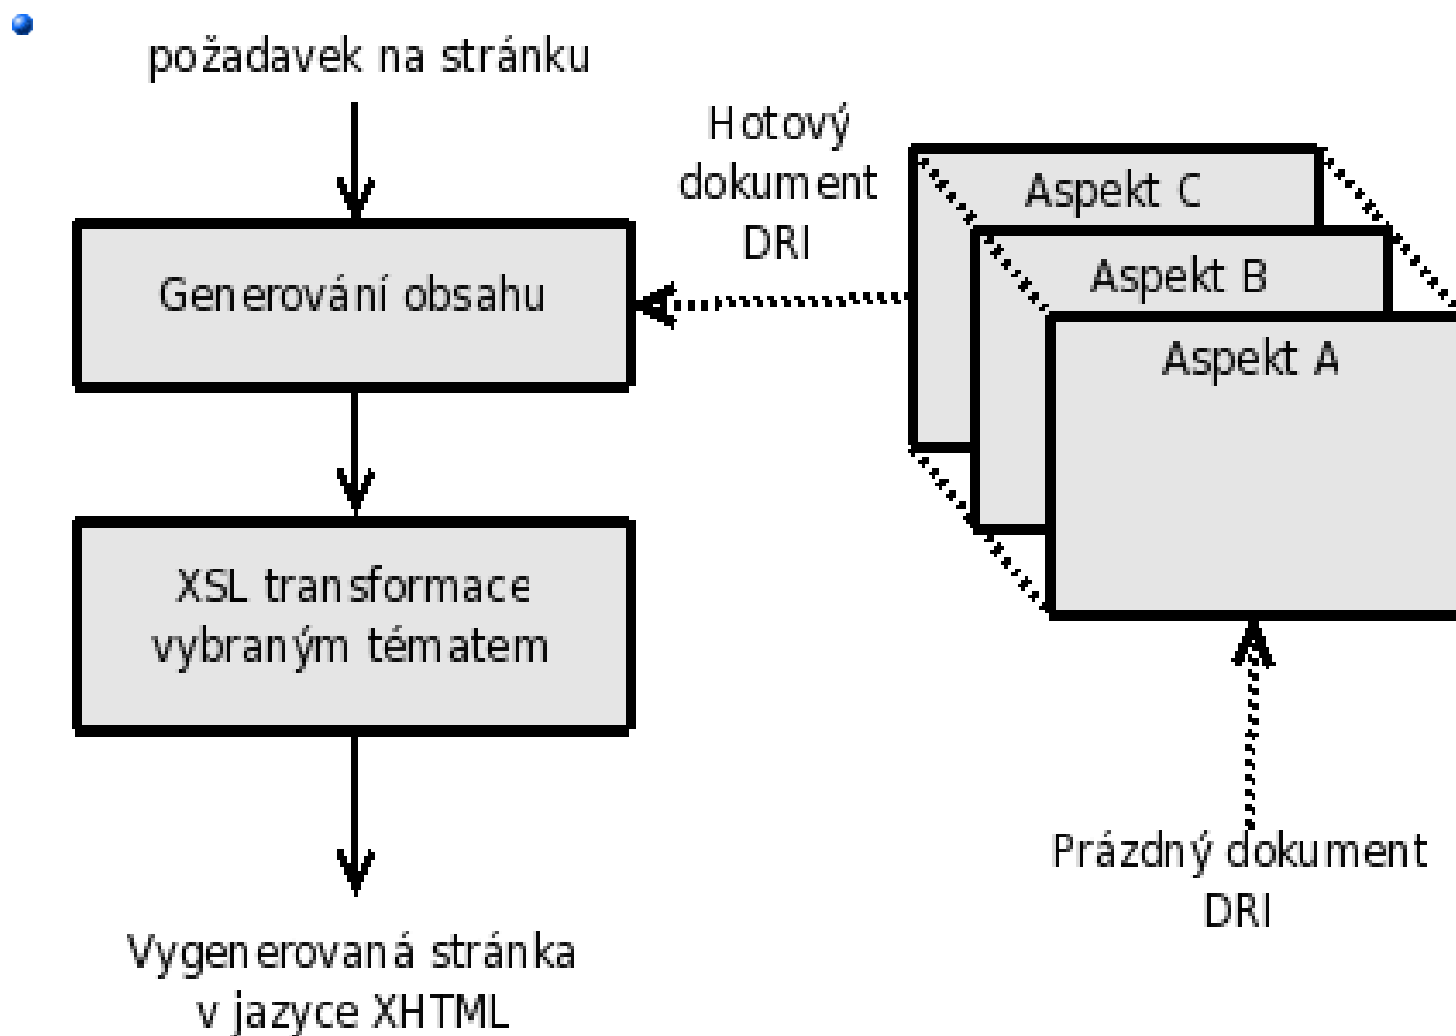 požadavek na stránku
Hotový
dokument
DRI
Generování obsahu
Aspekt C
Aspekt B
Aspekt A
XSL transformace
vybraným tématem
Prázdný dokument
DRI
Vygenerovaná stránka
v jazyce XHTML